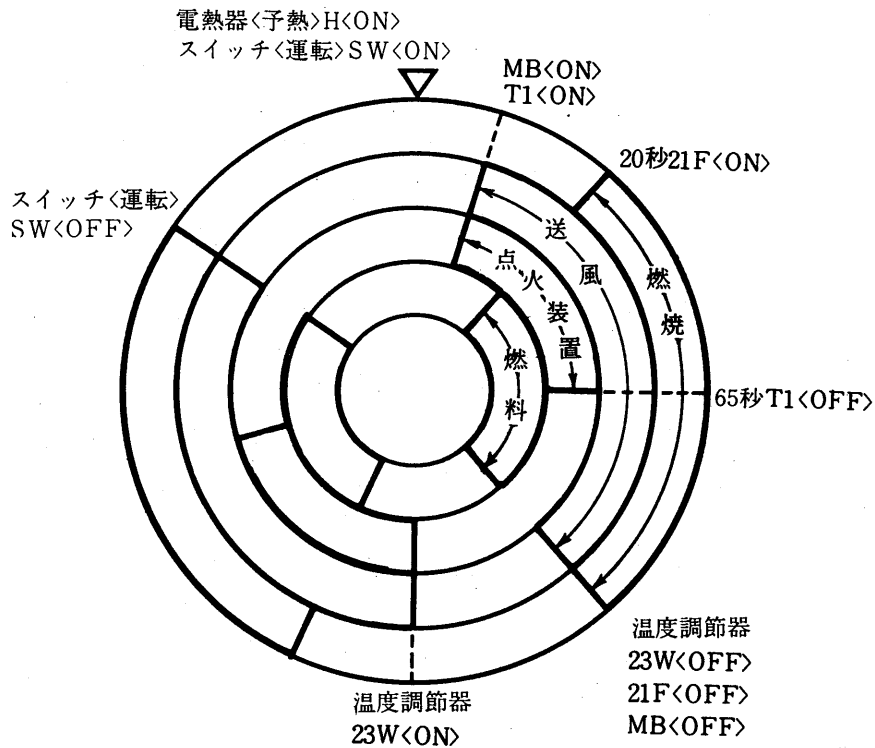 電熱器<予熱>H<ON>
スイッチ<運転>SW<ON>
MB<ON>
T1<ON>
20秒21F<ON>
スイッチ<運転>
SW<OFF>
送風
点火装置
燃焼
燃料
65秒T1<OFF>
温度調節器
23W<OFF>
21F<OFF>
MB<OFF>
温度調節器
23W<ON>